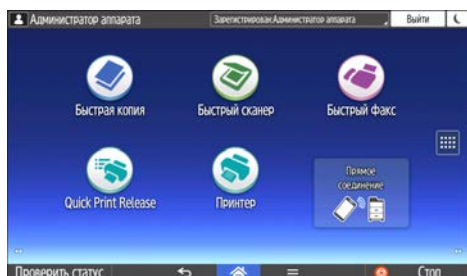 Администратор аппарата
Зарегистрирован:Администратор аппарата
Выйти
Быстрая копия
Быстрый сканер
Быстрый факс
Quick Print Release
Принтер
Прямое
соединение
Проверить статус
Стоп